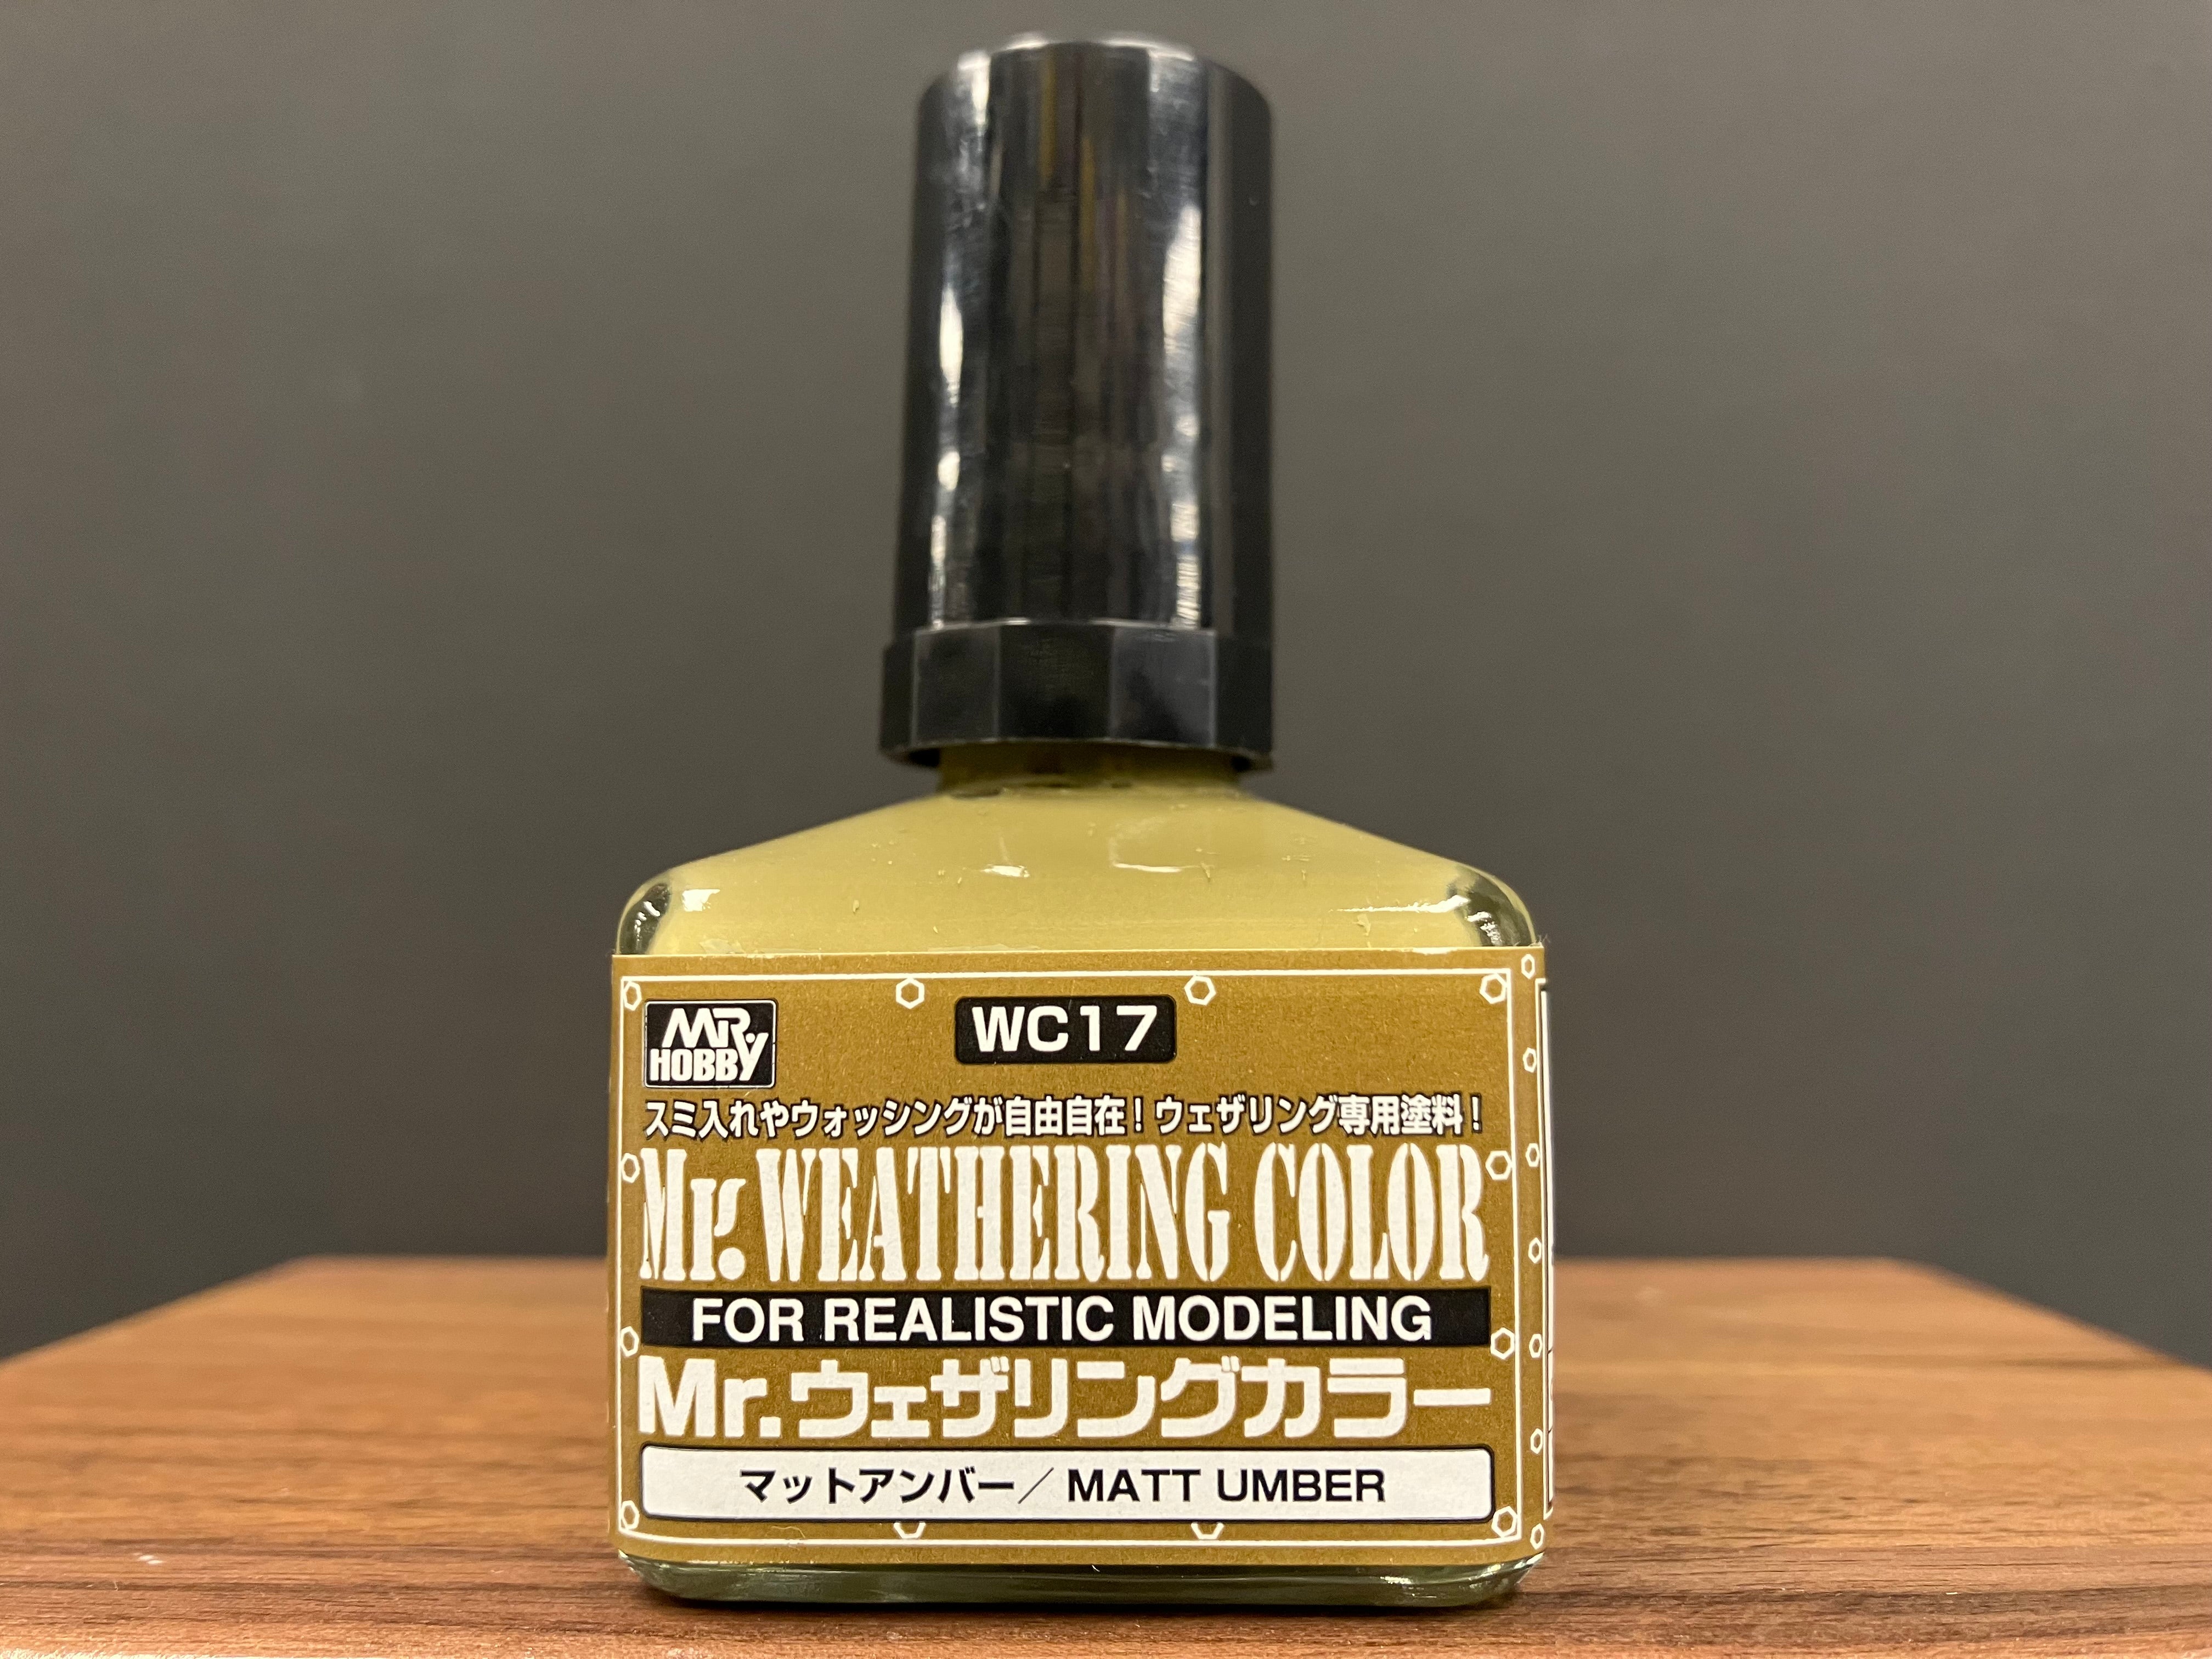 MR. HOBBY
WC17
スミ入れやウォッシングが自由自在！ウェザリング専用塗料！
Mr. WEATHERING COLOR
FOR REALISTIC MODELING
Mr.ウェザリングカラー
マットアンバー／MATT UMBER